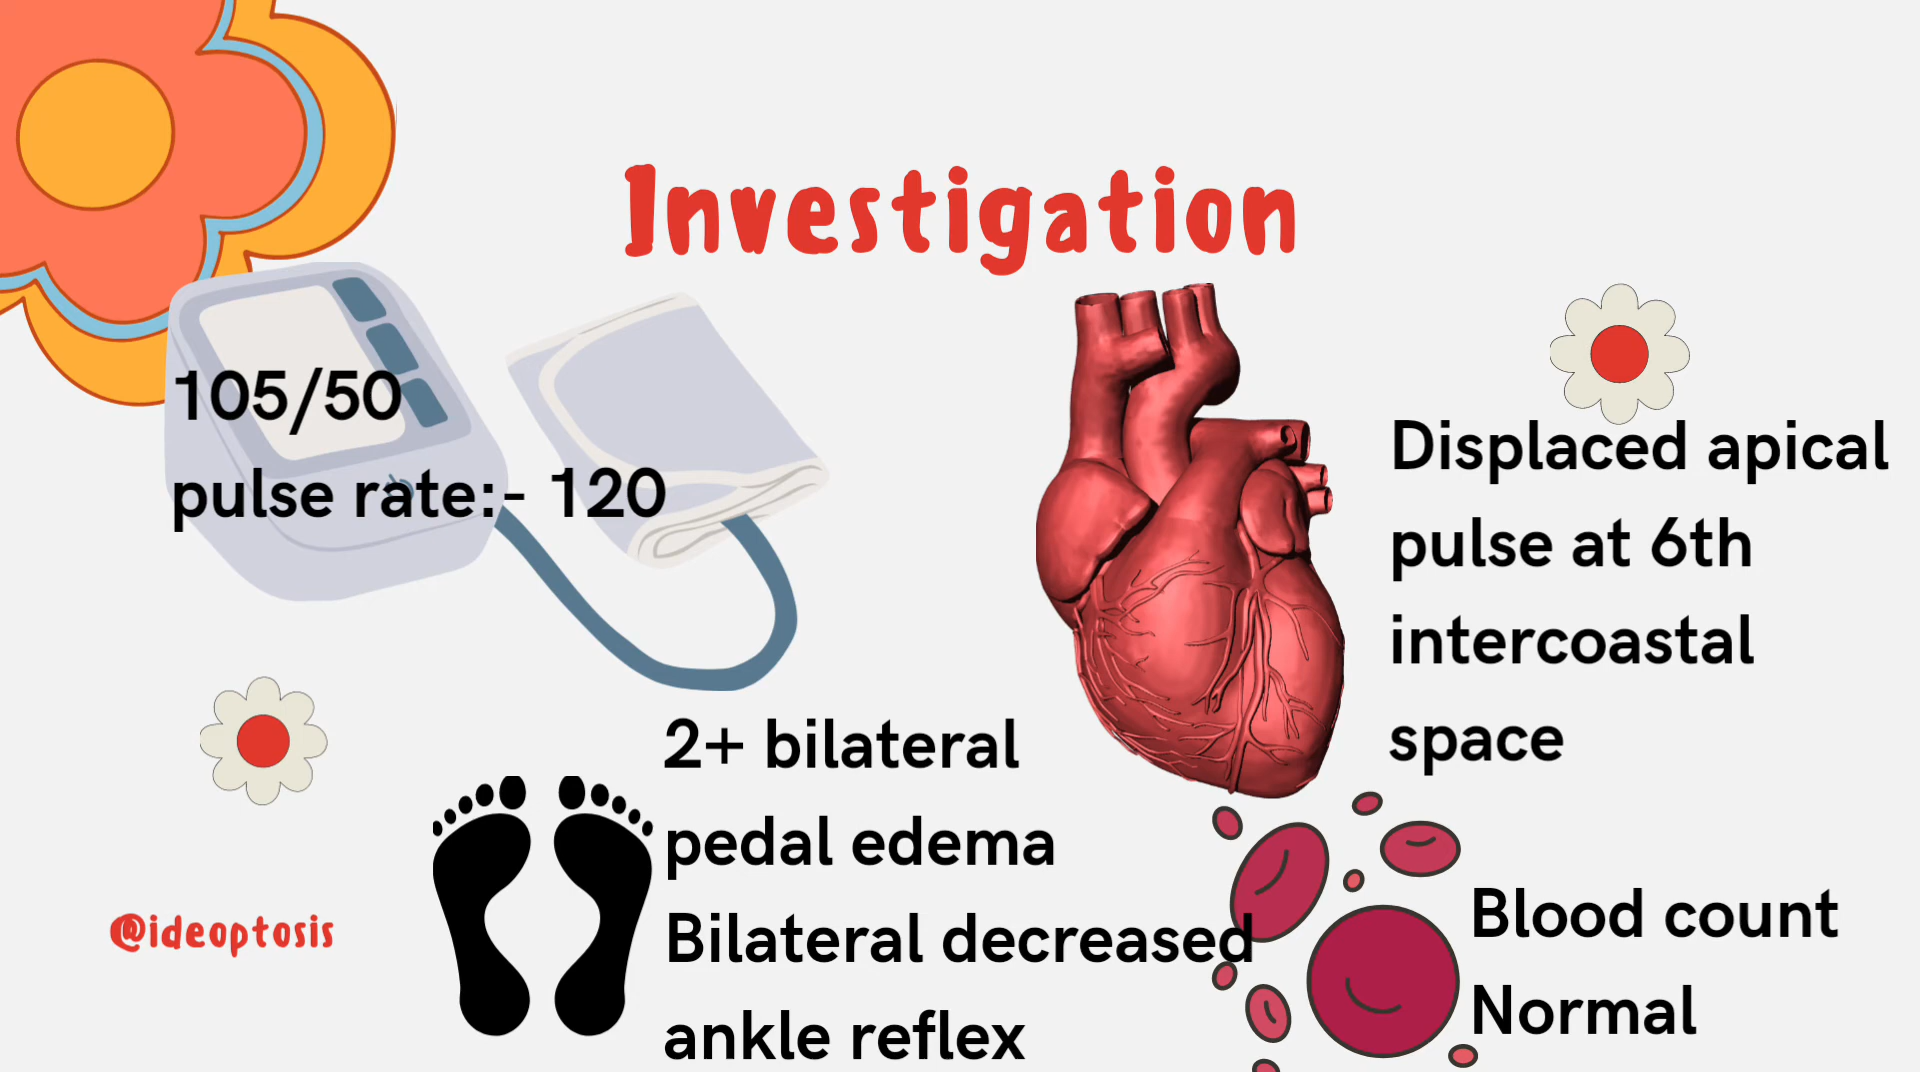 Investigation
105/50
pulse rate:- 120
Displaced apical
pulse at 6th
intercoastal
space
2+ bilateral
pedal edema
Bilateral decreased
ankle reflex
Blood count
Normal
@ideoptosis